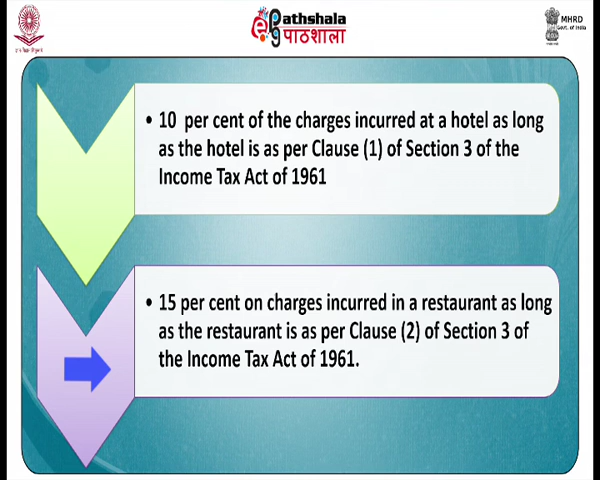 Pathshala
पाठशाला
MHRD
Govt. of India
• 10 per cent of the charges incurred at a hotel as long
as the hotel is as per Clause (1) of Section 3 of the
Income Tax Act of 1961
• 15 per cent on charges incurred in a restaurant as long
as the restaurant is as per Clause (2) of Section 3 of
the Income Tax Act of 1961.